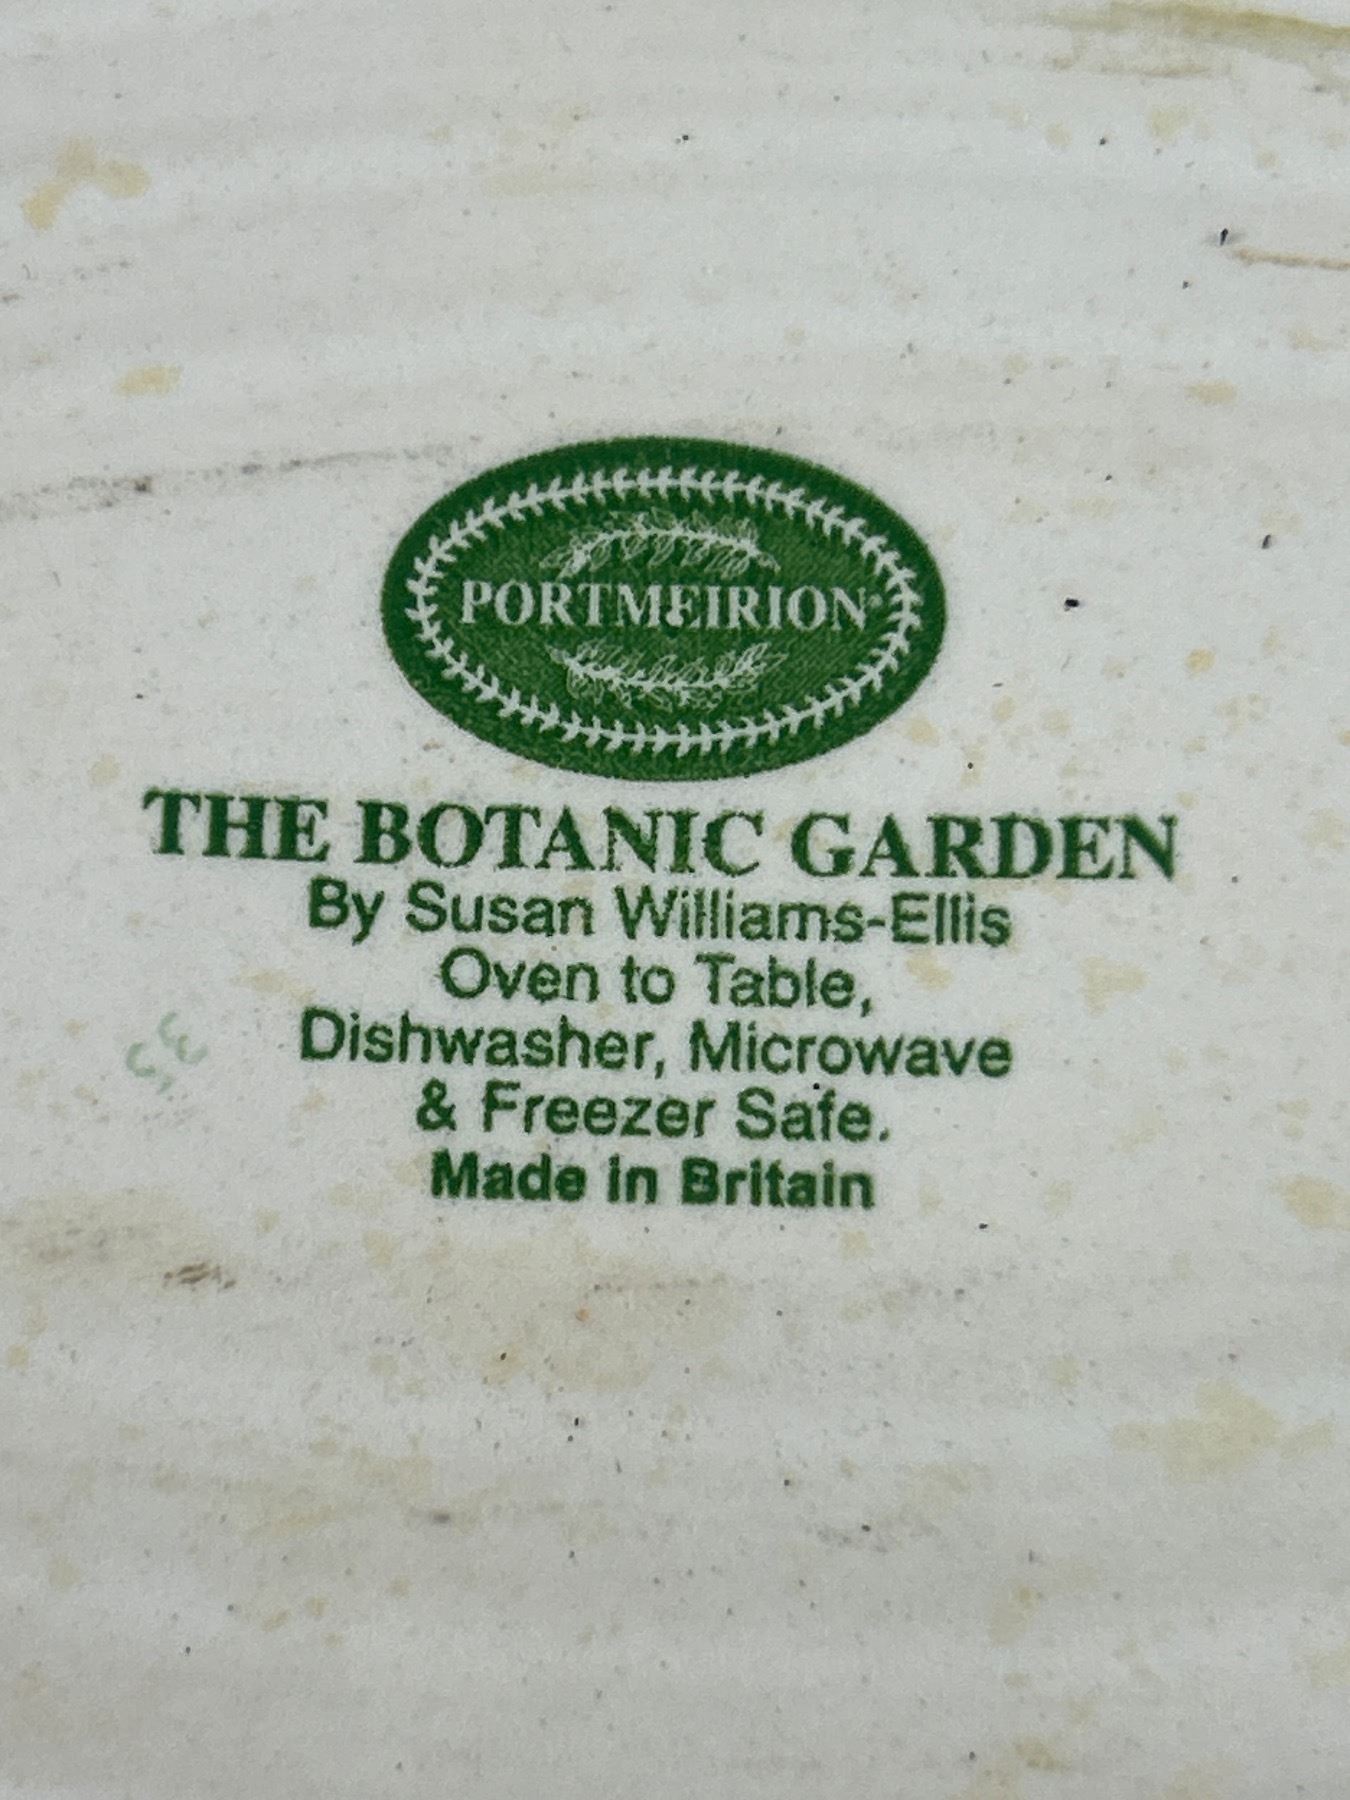 PORTMEIRION®
THE BOTANIC GARDEN
By Susan Williams-Ellis
Oven to Table,
Dishwasher, Microwave
& Freezer Safe.
Made in Britain